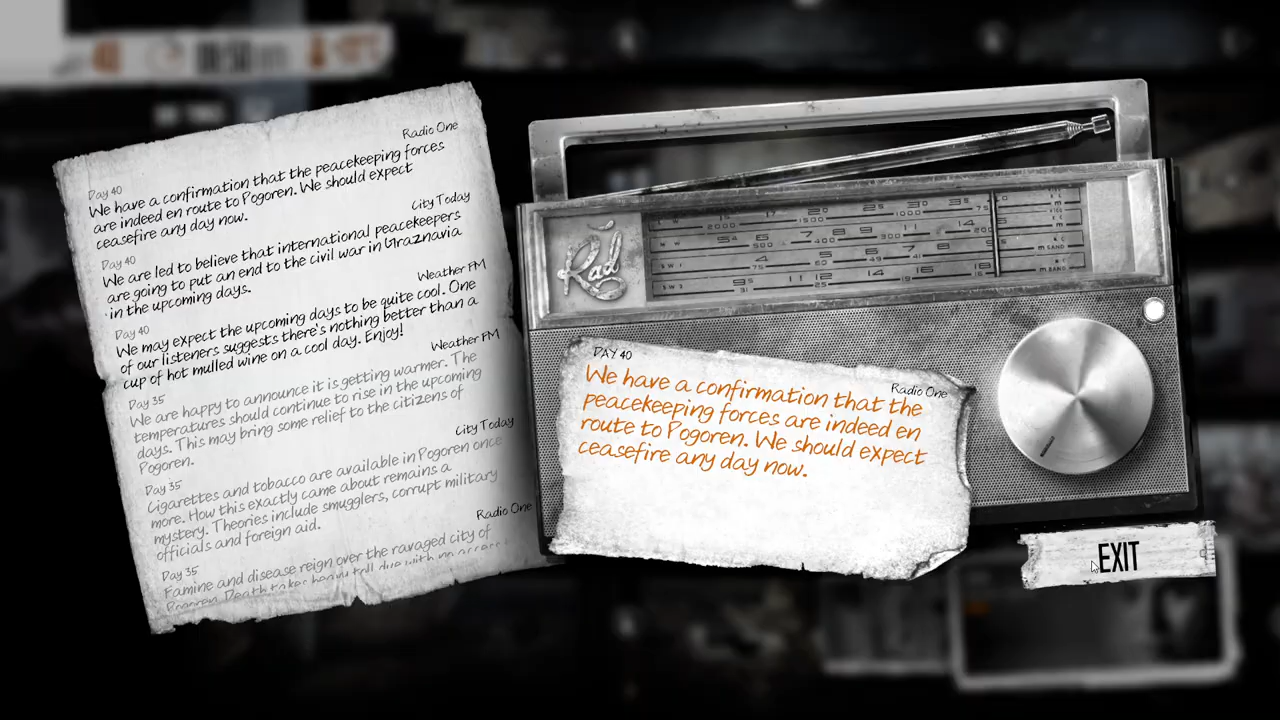 Radio One
Day 40
We have a confirmation that the peacekeeping forces
are indeed en route to Pogoren. We should expect
ceasefire any day now.
City Today
Day 40
We are led to believe that international peacekeepers
are going to put an end to the civil war in Graznavia
in the upcoming days.
Weather FM
Day 40
We may expect the upcoming days to be quite cool. One
of our listeners suggests there's nothing better than a
cup of hot mulled wine on a cool day. Enjoy!
Weather FM
Day 35
We are happy to announce it is getting warmer. The
temperatures should continue to rise in the upcoming
days. This may bring some relief to the citizens of
Pogoren.
City Today
Day 35
Cigarettes and tobacco are available in Pogoren once
more. How this exactly came about remains a
mystery. Theories include smugglers, corrupt military
officials and foreign aid.
Radio One
Day 35
Famine and disease reign over the ravaged city of
Pogoren. Death takes heavy toll due with no access
Rad
DAY 40
Radio One
We have a confirmation that the
peacekeeping forces are indeed en
route to Pogoren. We should expect
ceasefire any day now.
EXIT